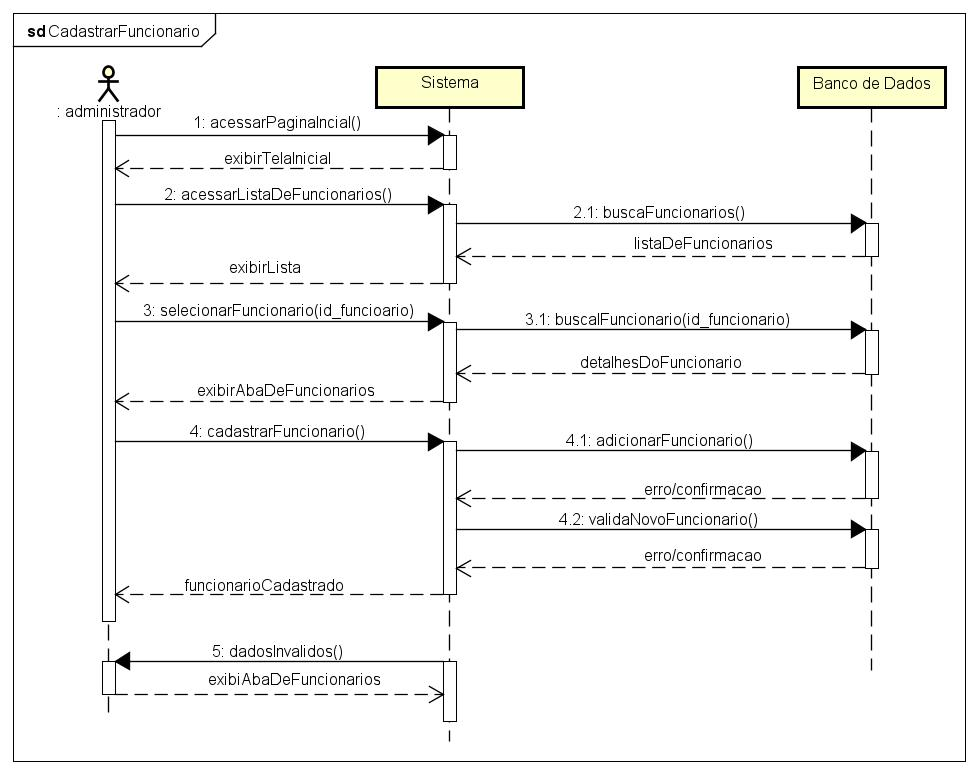 sd CadastrarFuncionario
: administrador
Sistema
Banco de Dados
1: acessarPaginaIncial()
exibirTelaInicial
2: acessarListaDeFuncionarios()
2.1: buscaFuncionarios()
listaDeFuncionarios
exibirLista
3: selecionarFuncionario(id_funcioario)
3.1: buscalFuncionario(id_funcionario)
detalhesDoFuncionario
exibirAbaDeFuncionarios
4: cadastrarFuncionario()
4.1: adicionarFuncionario()
erro/confirmacao
4.2: validaNovoFuncionario()
erro/confirmacao
funcionarioCadastrado
5: dadosInvalidos()
exibiAbaDeFuncionarios